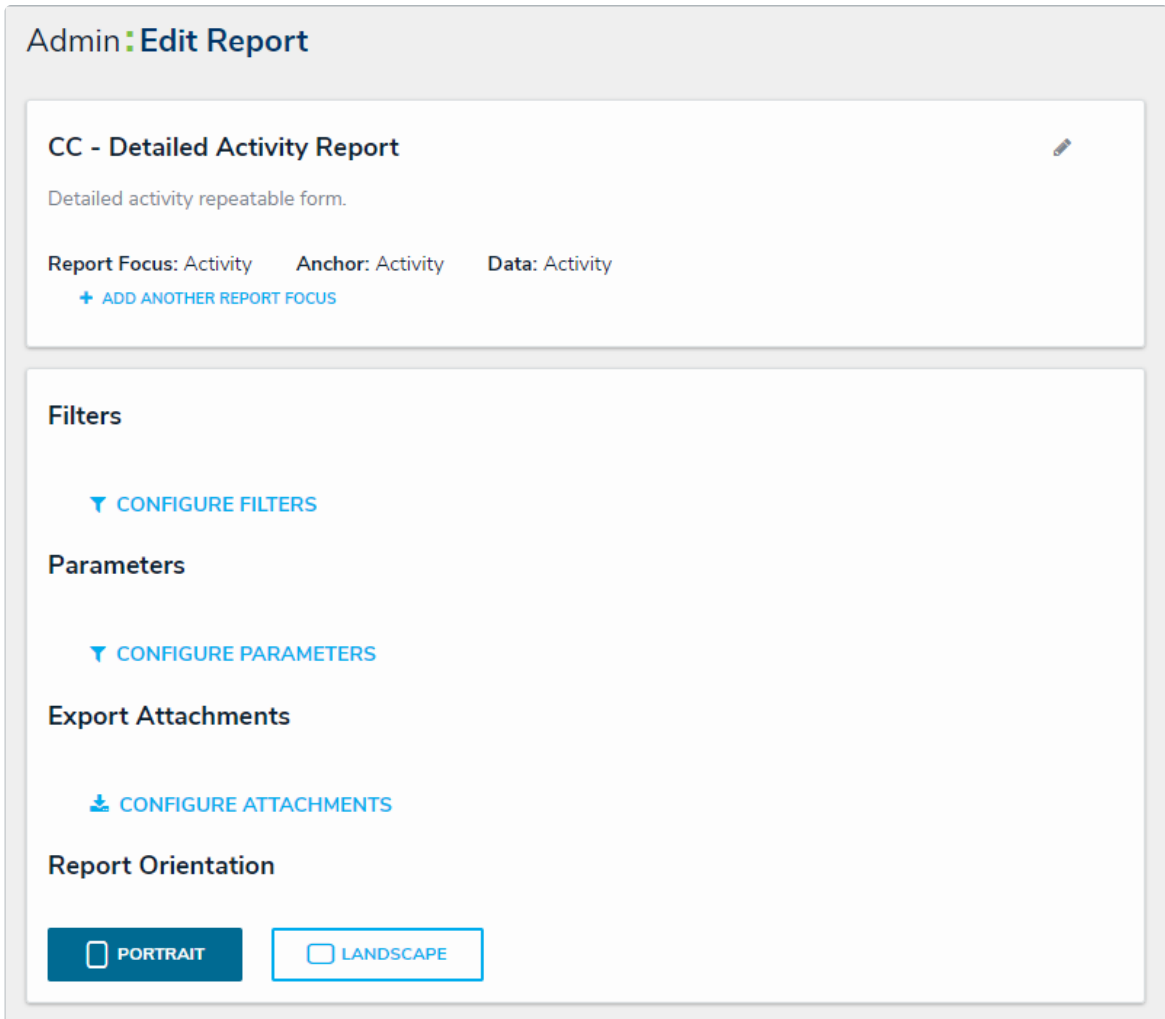 Admin:Edit Report
CC - Detailed Activity Report
Detailed activity repeatable form.
Report Focus: Activity Anchor: Activity Data: Activity
+ ADD ANOTHER REPORT FOCUS
Filters
CONFIGURE FILTERS
Parameters
CONFIGURE PARAMETERS
Export Attachments
CONFIGURE ATTACHMENTS
Report Orientation
PORTRAIT LANDSCAPE